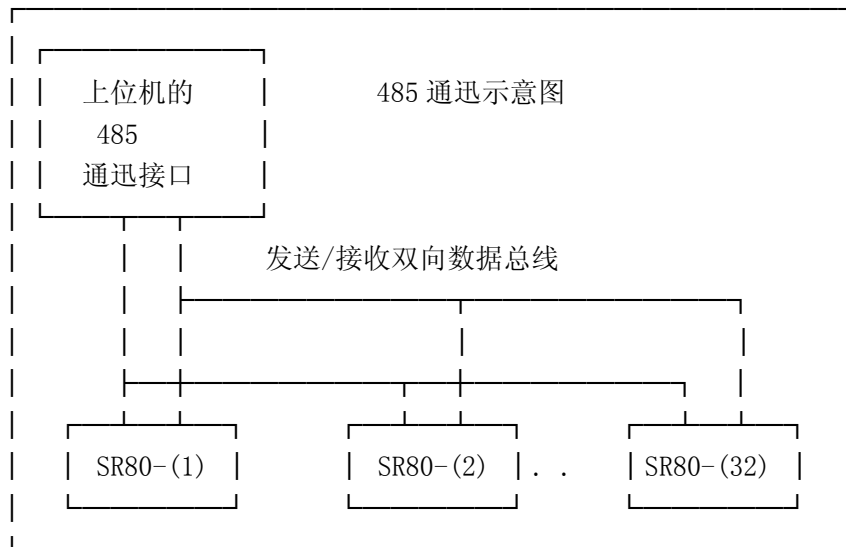 上位机的
485 通迅示意图
485
通迅接口
发送/接收双向数据总线
SR80-(1)
SR80-(2)
. .
SR80-(32)